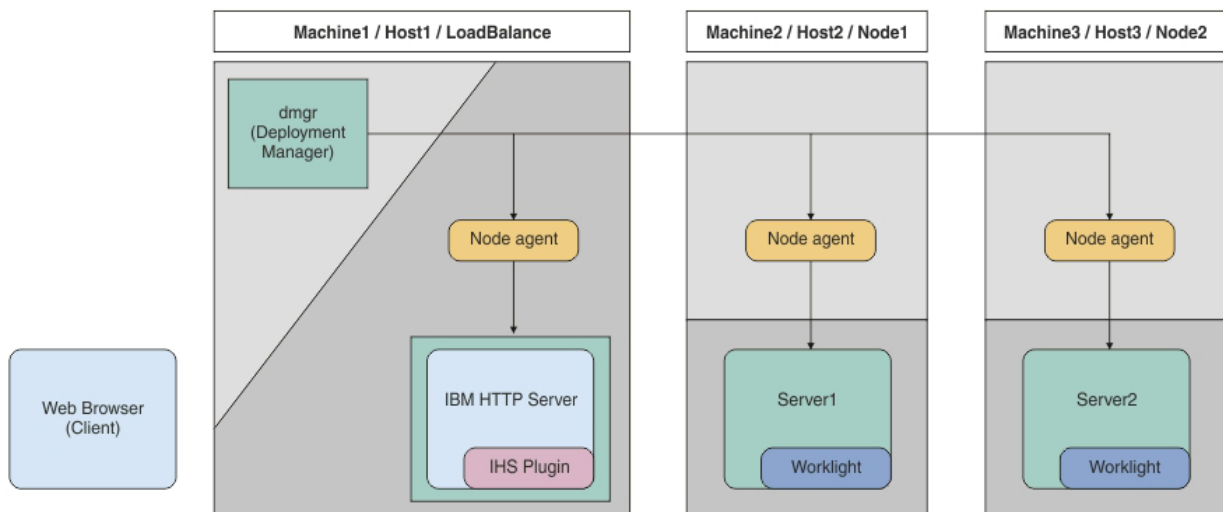 Machine1 / Host1 / LoadBalance
Machine2 / Host2 / Node1
Machine3 / Host3 / Node2
dmgr
(Deployment
Manager)
Node agent
Node agent
Node agent
Web Browser
(Client)
IBM HTTP Server
IHS Plugin
Server1
Worklight
Server2
Worklight